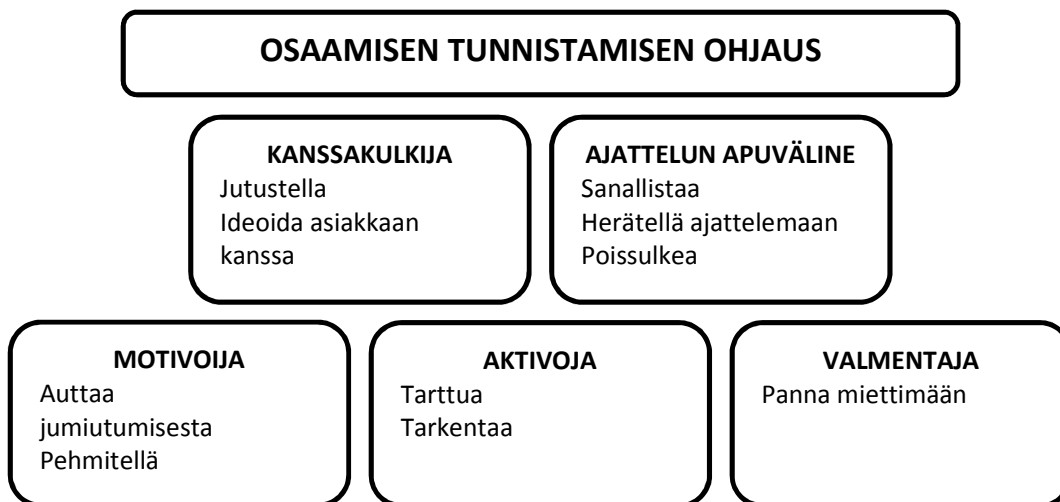 OSAAMISEN TUNNISTAMISEN OHJAUS
KANSSAKULKIJA
Jutustella
Ideoida asiakkaan
kanssa
AJATTELUN APUVÄLINE
Sanallistaa
Herätellä ajattelemaan
Poissulkea
MOTIVOIJA
Auttaa
jumiutumisesta
Pehmitellä
AKTIVOJA
Tarttua
Tarkentaa
VALMENTAJA
Panna miettimään